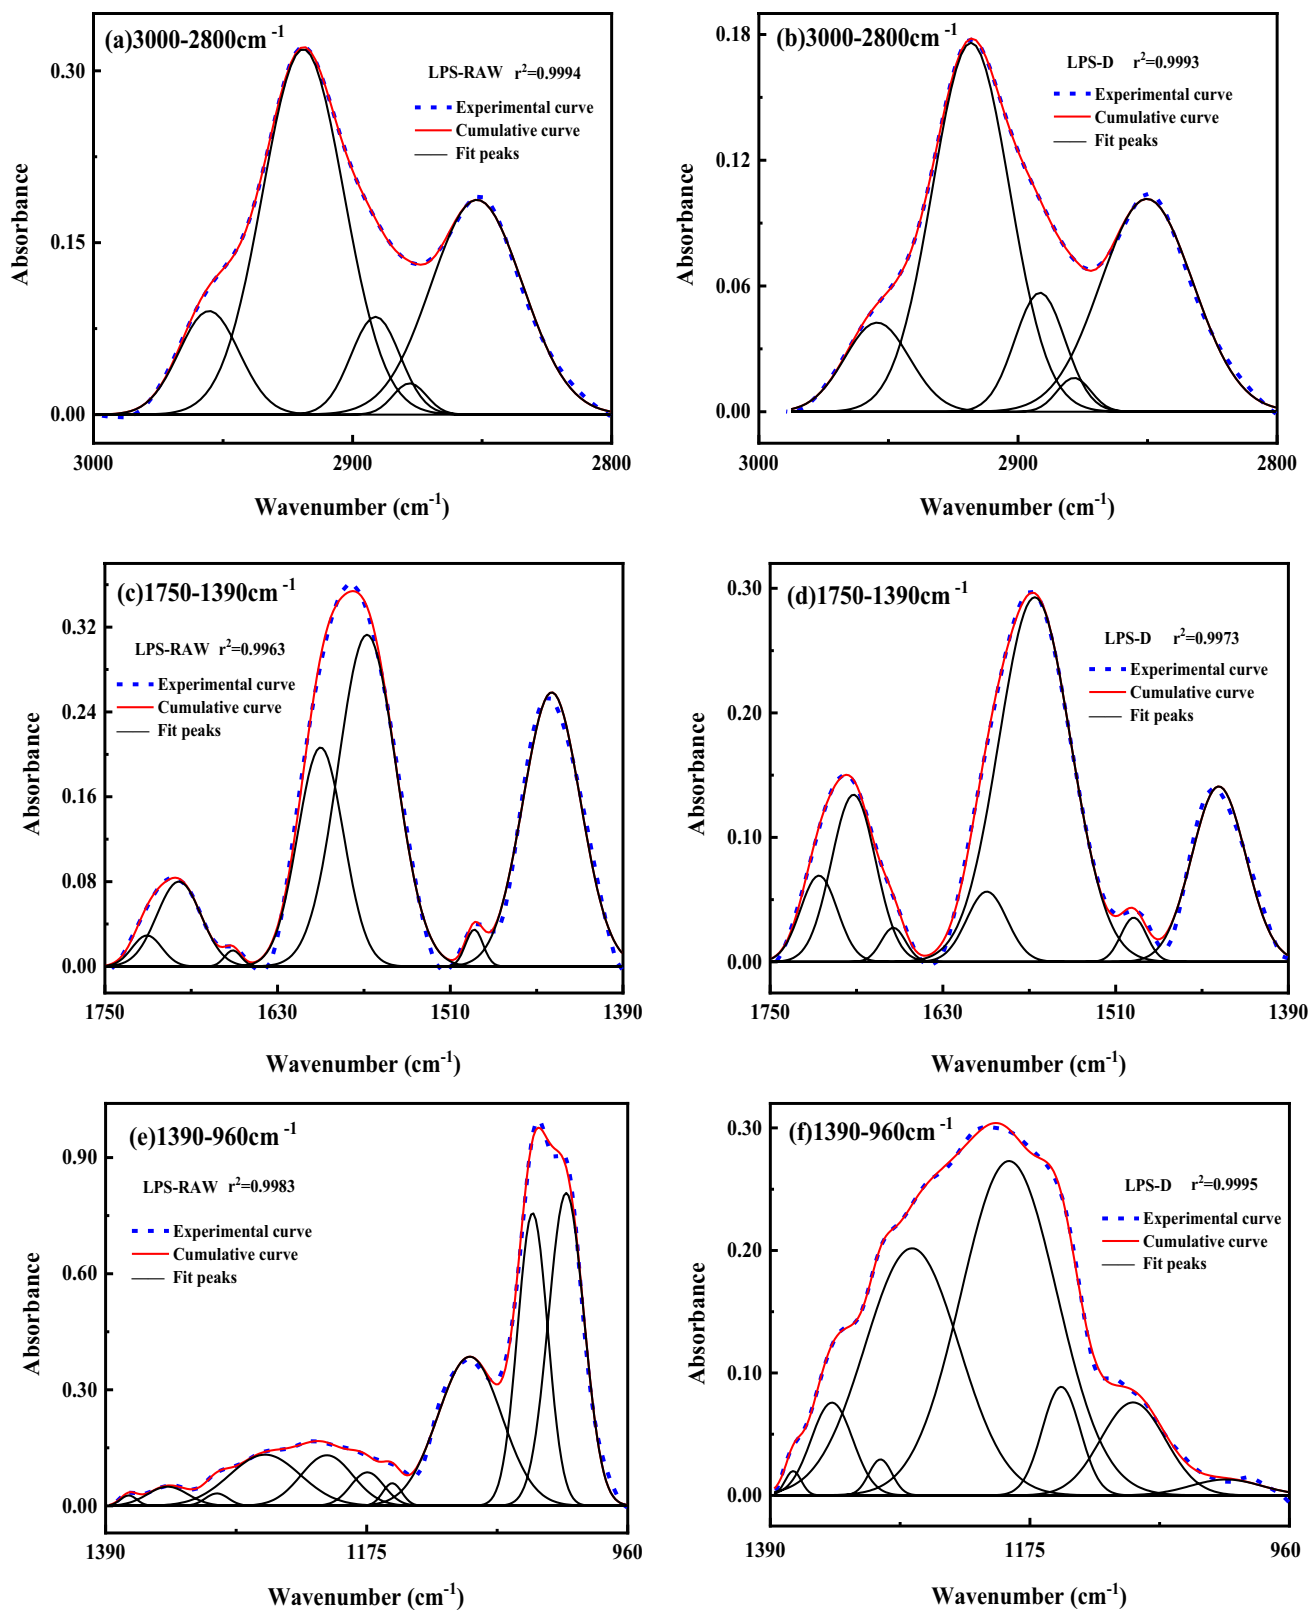 (a)3000-2800cm⁻¹
LPS-RAW r²=0.9994
Experimental curve
Cumulative curve
Fit peaks
0.30
0.15
0.00
3000 2900 2800
Absorbance
Wavenumber (cm⁻¹)
(b)3000-2800cm⁻¹
LPS-D r²=0.9993
Experimental curve
Cumulative curve
Fit peaks
0.18
0.12
0.06
0.00
3000 2900 2800
Absorbance
Wavenumber (cm⁻¹)
(c)1750-1390cm⁻¹
LPS-RAW r²=0.9963
Experimental curve
Cumulative curve
Fit peaks
0.32
0.24
0.16
0.08
0.00
1750 1630 1510 1390
Absorbance
Wavenumber (cm⁻¹)
(d)1750-1390cm⁻¹
LPS-D r²=0.9973
Experimental curve
Cumulative curve
Fit peaks
0.30
0.20
0.10
0.00
1750 1630 1510 1390
Absorbance
Wavenumber (cm⁻¹)
(e)1390-960cm⁻¹
LPS-RAW r²=0.9983
Experimental curve
Cumulative curve
Fit peaks
0.90
0.60
0.30
0.00
1390 1175 960
Absorbance
Wavenumber (cm⁻¹)
(f)1390-960cm⁻¹
LPS-D r²=0.9995
Experimental curve
Cumulative curve
Fit peaks
0.30
0.20
0.10
0.00
1390 1175 960
Absorbance
Wavenumber (cm⁻¹)